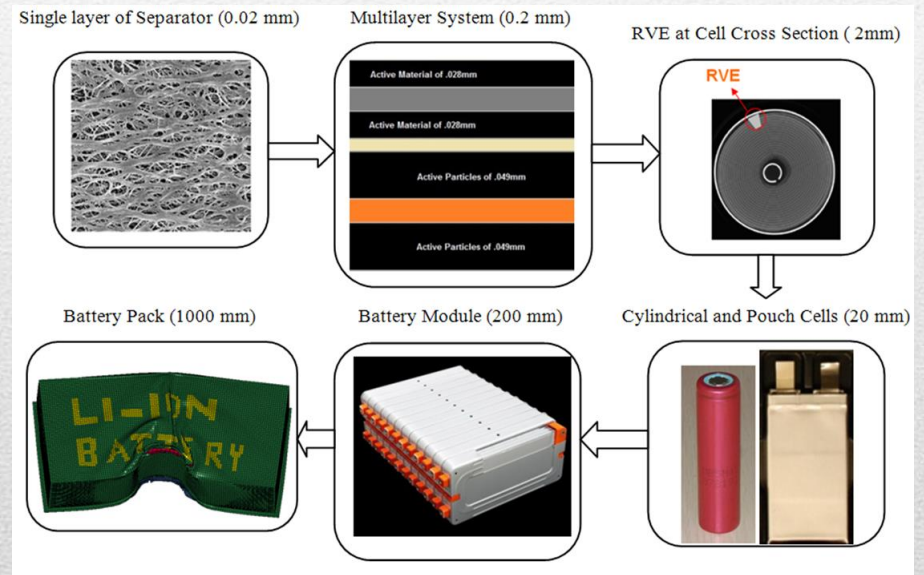 Single layer of Separator (0.02 mm)
Multilayer System (0.2 mm)
RVE at Cell Cross Section ( 2mm)
Active Material of .028mm
Active Material of .028mm
Active Particles of .049mm
Active Particles of .049mm
RVE
Battery Pack (1000 mm)
Battery Module (200 mm)
Cylindrical and Pouch Cells (20 mm)
LI-ION
BATTERY